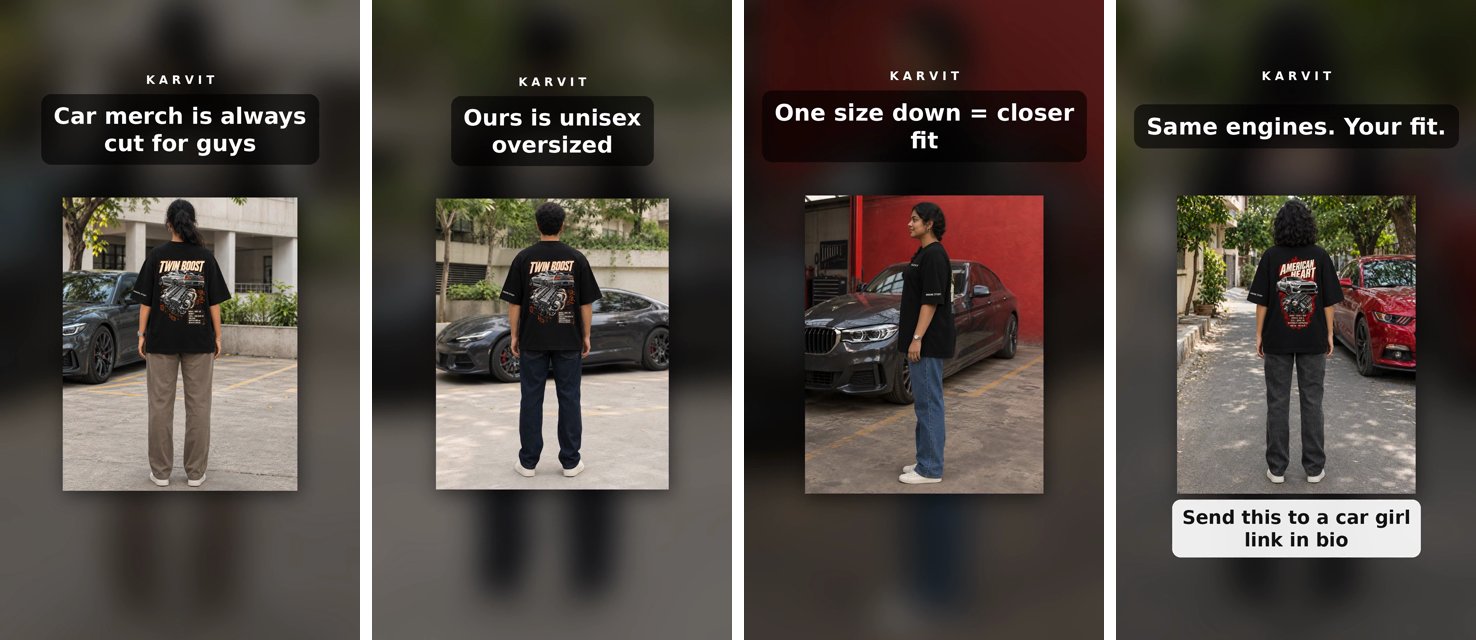 KARVIT
Car merch is always
cut for guys
TWIN BOOST
KARVIT
Ours is unisex
oversized
TWIN BOOST
KARVIT
One size down = closer
fit
KARVIT
Same engines. Your fit.
AMERICAN
HEART
Send this to a car girl
link in bio